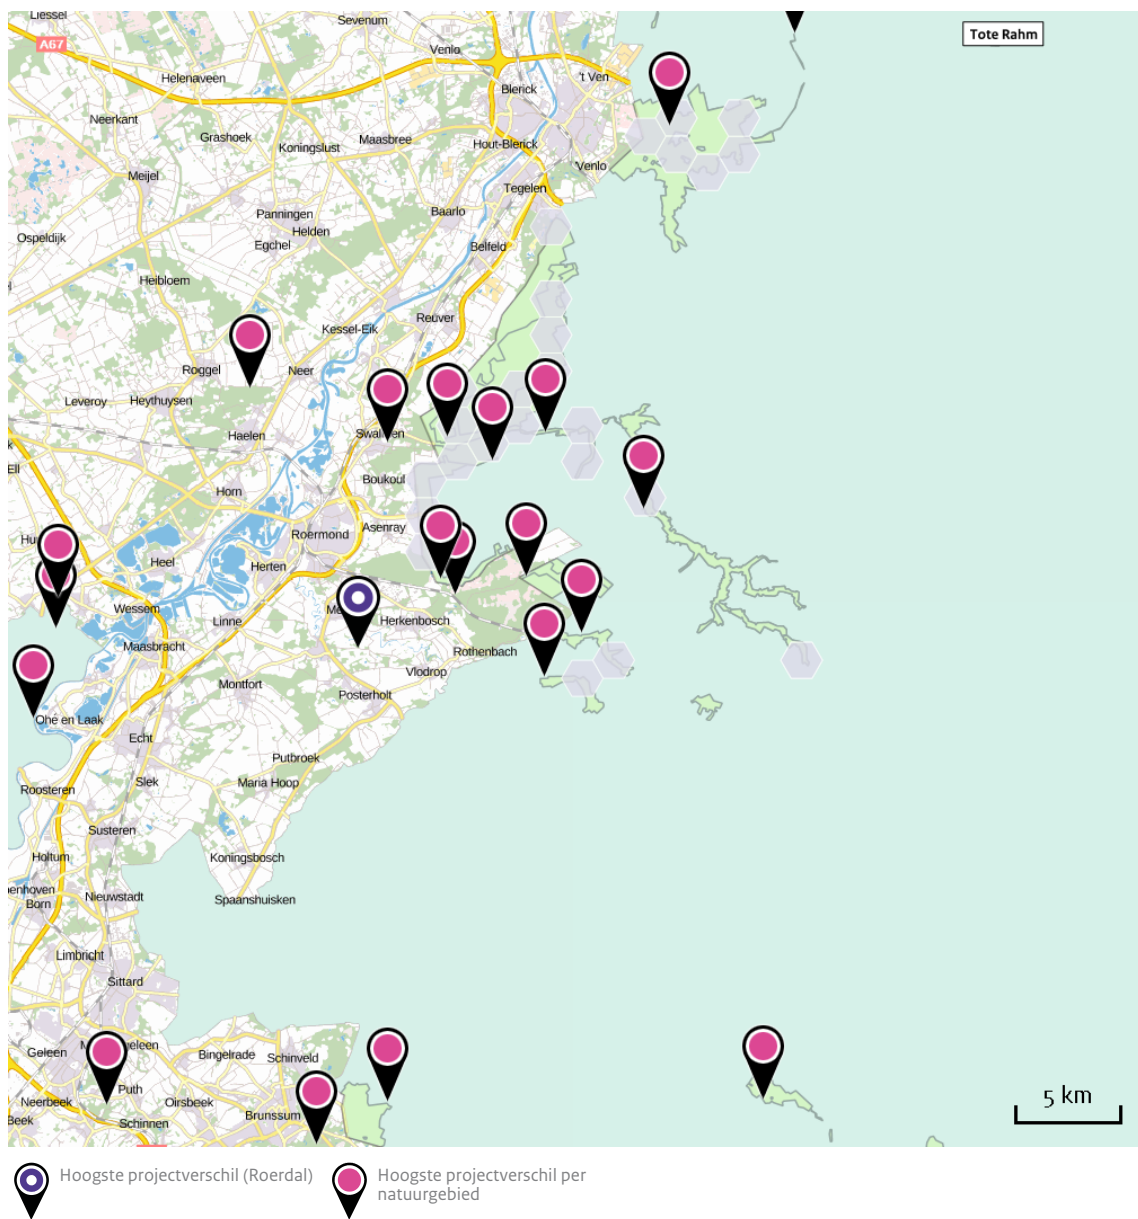 Liessel
Sevenum
Tote Rahm
A67
Venlo
Helenaveen
't Ven
Blerick
Neerkant
Grashoek
Koningslust
Maasbree
Hout-Blerick
Venlo
Meijel
Tegelen
Panningen
Baarlo
Helden
Ospeldijk
Egchel
Belfeld
Heibloem
Kessel-Eik
Reuver
Roggel
Neer
Leveroy
Heythuysen
Haelen
Ell
Boukoul
Horn
Asenray
Roermond
Heel
Herten
Wessem
Linne
Herkenbosch
Maasbracht
Rothenbach
Vlodrop
Montfort
Posterholt
Ohe en Laak
Echt
Putbroek
Slek
Maria Hoop
Roosteren
Susteren
Holtum
Koningsbosch
Nieuwstadt
Born
Spaanshuisken
Limbricht
Sittard
Geleen
Bingelrade
Schinveld
Puth
5 km
Neerbeek
Oirsbeek
Beek
Brunssum
Schinnen
Hoogste projectverschil (Roerdal)
Hoogste projectverschil per
natuurgebied